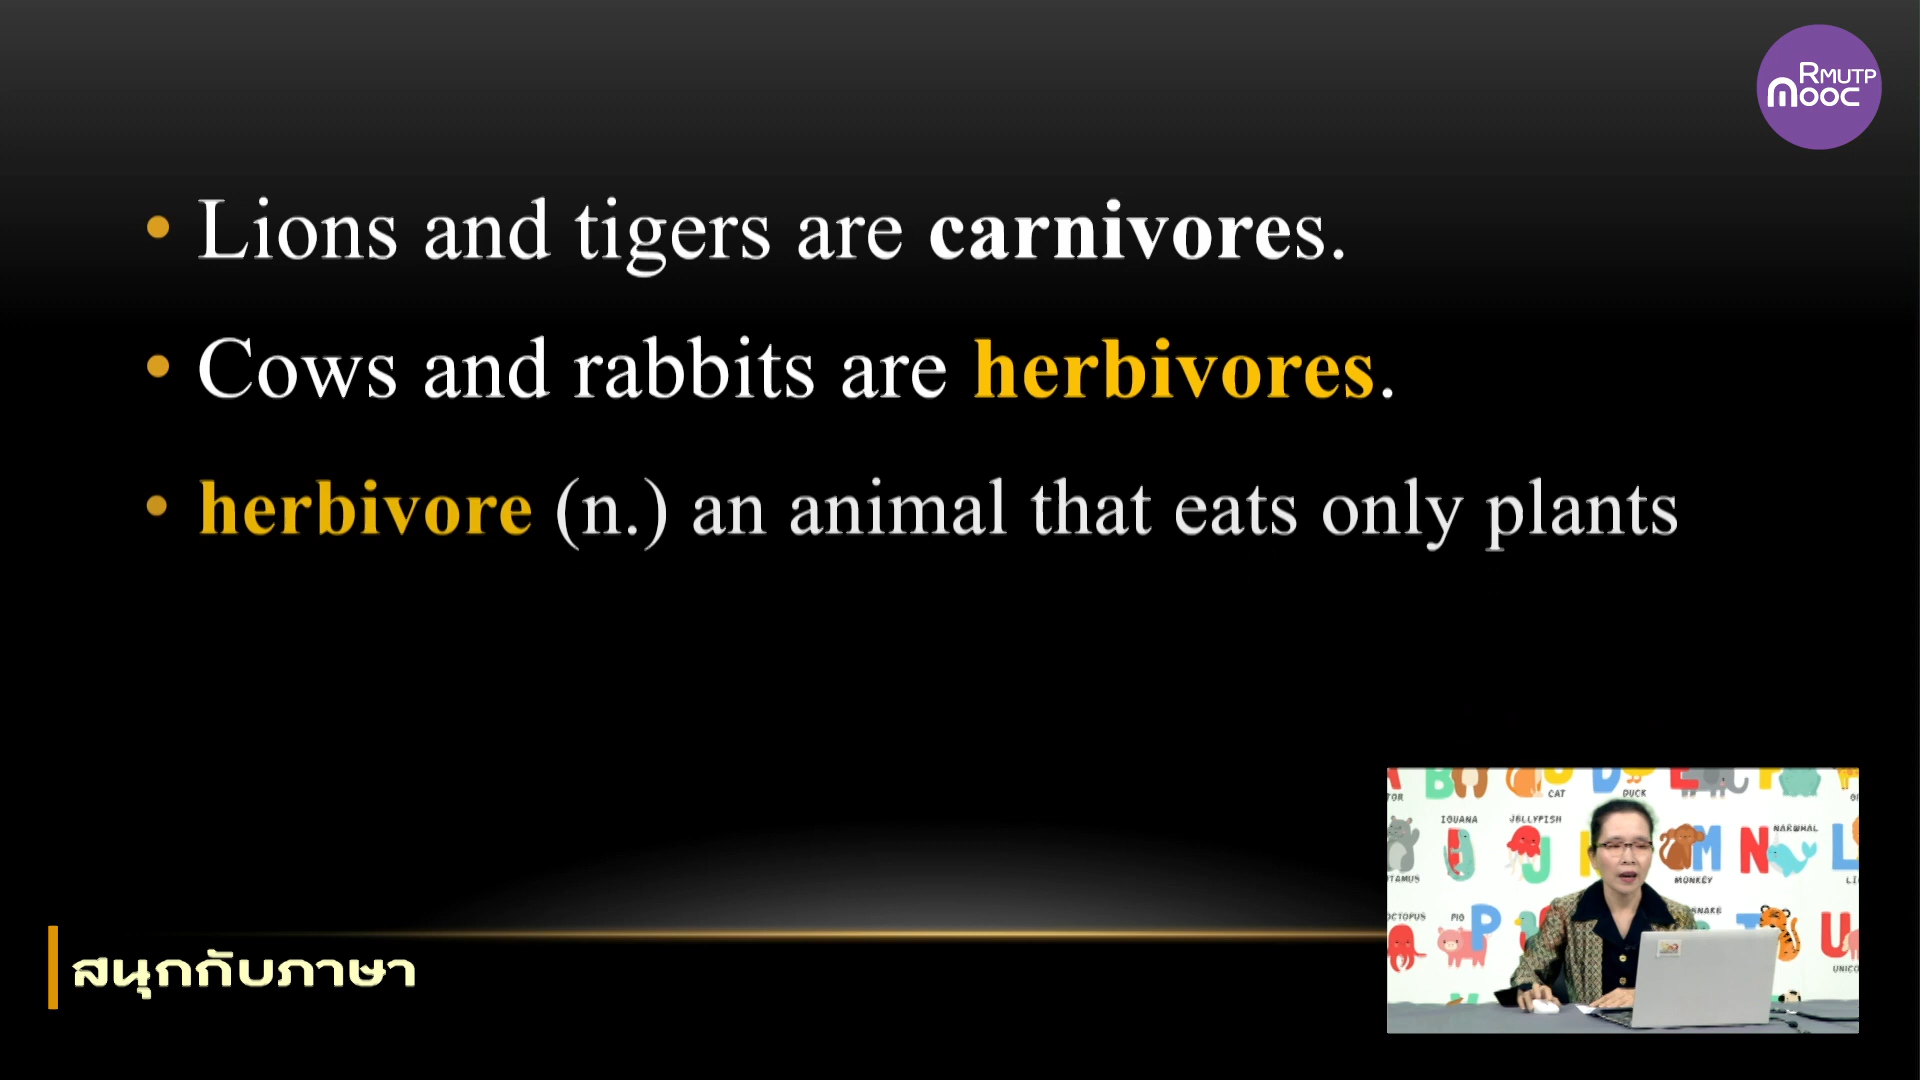 RMUTP
MOOC
• Lions and tigers are carnivores.
• Cows and rabbits are herbivores.
• herbivore (n.) an animal that eats only plants
CAT
DUCK
IGUANA
JELLYFISH
NARWHAL
MONKEY
OCTOPUS
PIG
SNAKE
สนุกกับภาษา